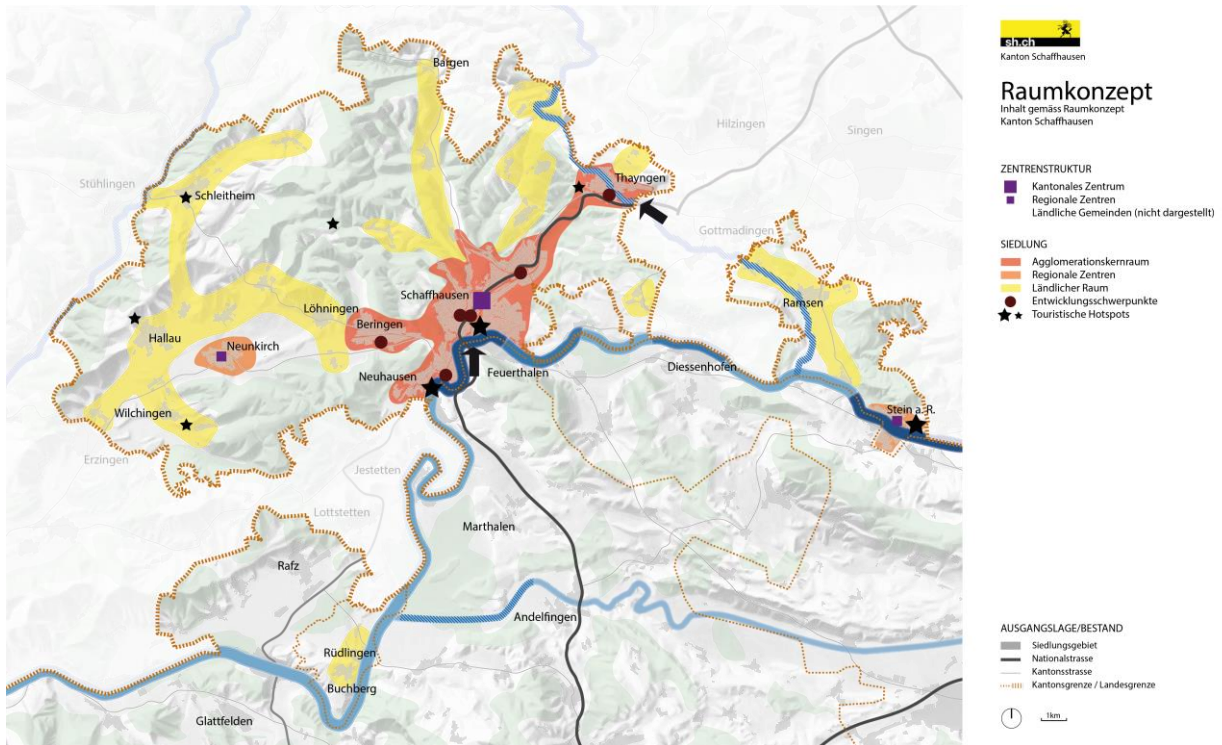 Bargen
Hilzingen
Singen
Thayngen
Stühlingen
Schleitheim
Gottmadingen
Schaffhausen
Ramsen
Löhningen
Beringen
Hallau
Neunkirch
Neuhausen
Feuerthalen
Diessenhofen
Wilchingen
Stein a. R.
Erzingen
Jestetten
Lottstetten
Marthalen
Rafz
Andelfingen
Rüdlingen
Buchberg
Glattfelden
sh.ch
Kanton Schaffhausen
Raumkonzept
Inhalt gemäss Raumkonzept
Kanton Schaffhausen
ZENTRENSTRUKTUR
Kantonales Zentrum
Regionale Zentren
Ländliche Gemeinden (nicht dargestellt)
SIEDLUNG
Agglomerationskernraum
Regionale Zentren
Ländlicher Raum
Entwicklungsschwerpunkte
Touristische Hotspots
AUSGANGSLAGE/BESTAND
Siedlungsgebiet
Nationalstrasse
Kantonsstrasse
Kantonsgrenze / Landesgrenze
1km